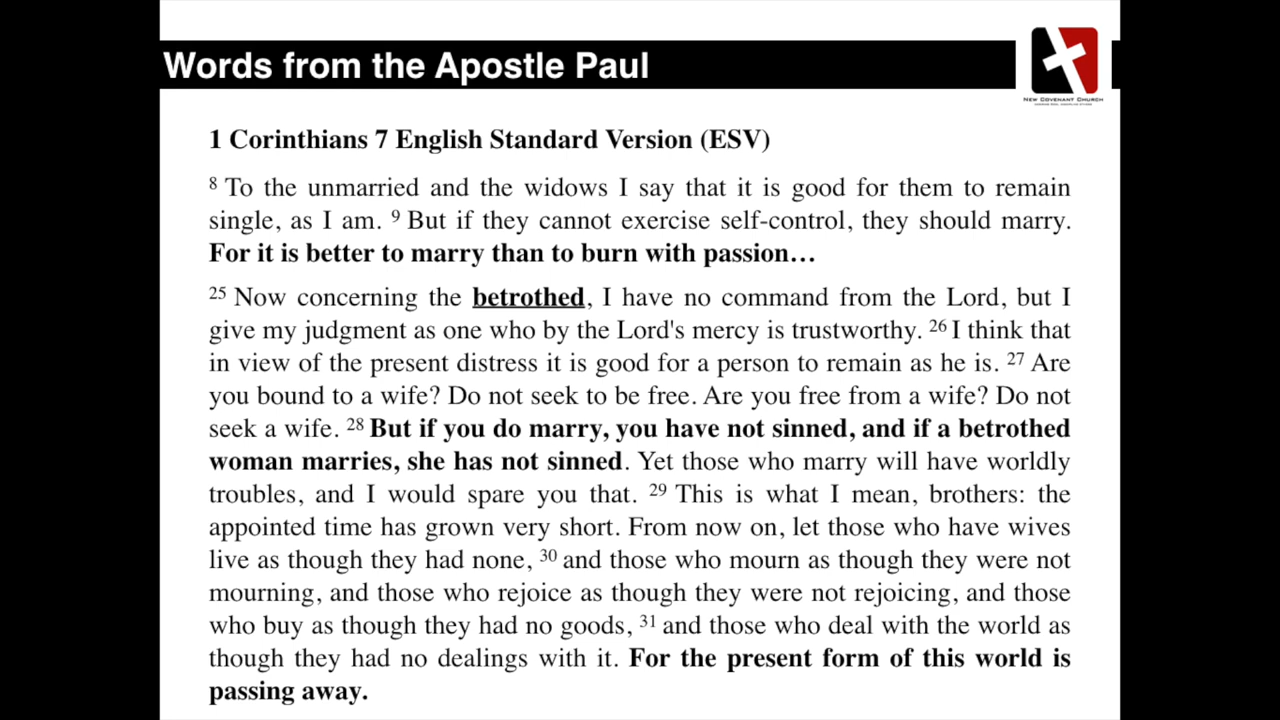 Words from the Apostle Paul
NEW COVENANT CHURCH
1 Corinthians 7 English Standard Version (ESV)
8 To the unmarried and the widows I say that it is good for them to remain
single, as I am. 9 But if they cannot exercise self-control, they should marry.
For it is better to marry than to burn with passion…
25 Now concerning the betrothed, I have no command from the Lord, but I
give my judgment as one who by the Lord's mercy is trustworthy. 26 I think that
in view of the present distress it is good for a person to remain as he is. 27 Are
you bound to a wife? Do not seek to be free. Are you free from a wife? Do not
seek a wife. 28 But if you do marry, you have not sinned, and if a betrothed
woman marries, she has not sinned. Yet those who marry will have worldly
troubles, and I would spare you that. 29 This is what I mean, brothers: the
appointed time has grown very short. From now on, let those who have wives
live as though they had none, 30 and those who mourn as though they were not
mourning, and those who rejoice as though they were not rejoicing, and those
who buy as though they had no goods, 31 and those who deal with the world as
though they had no dealings with it. For the present form of this world is
passing away.